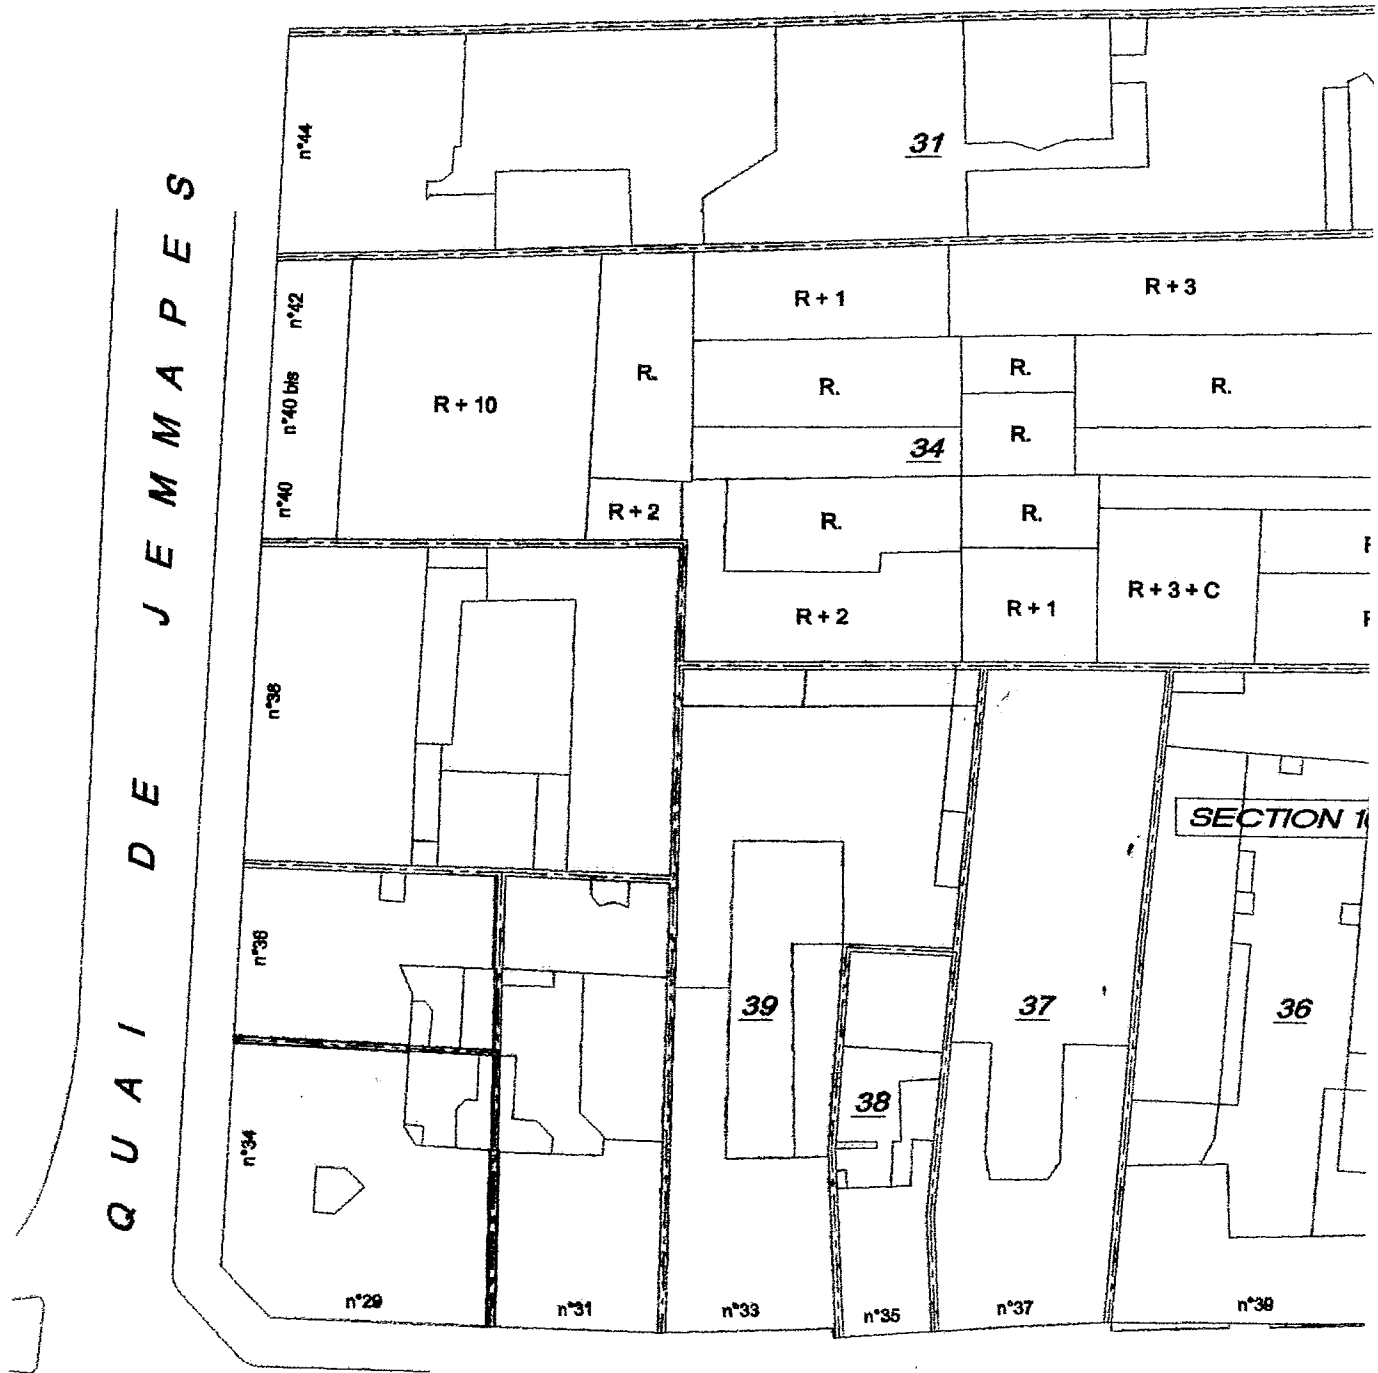 QUAI DE JEMMAPES
n°44
31
n°42
n°40 bis
n°40
R + 10
R.
R + 2
R + 1
R + 3
R.
R.
R.
R.
34
R.
R.
R + 2
R + 1
R + 3 + C
n°38
n°36
n°34
SECTION
39
37
36
38
n°29
n°31
n°33
n°35
n°37
n°39